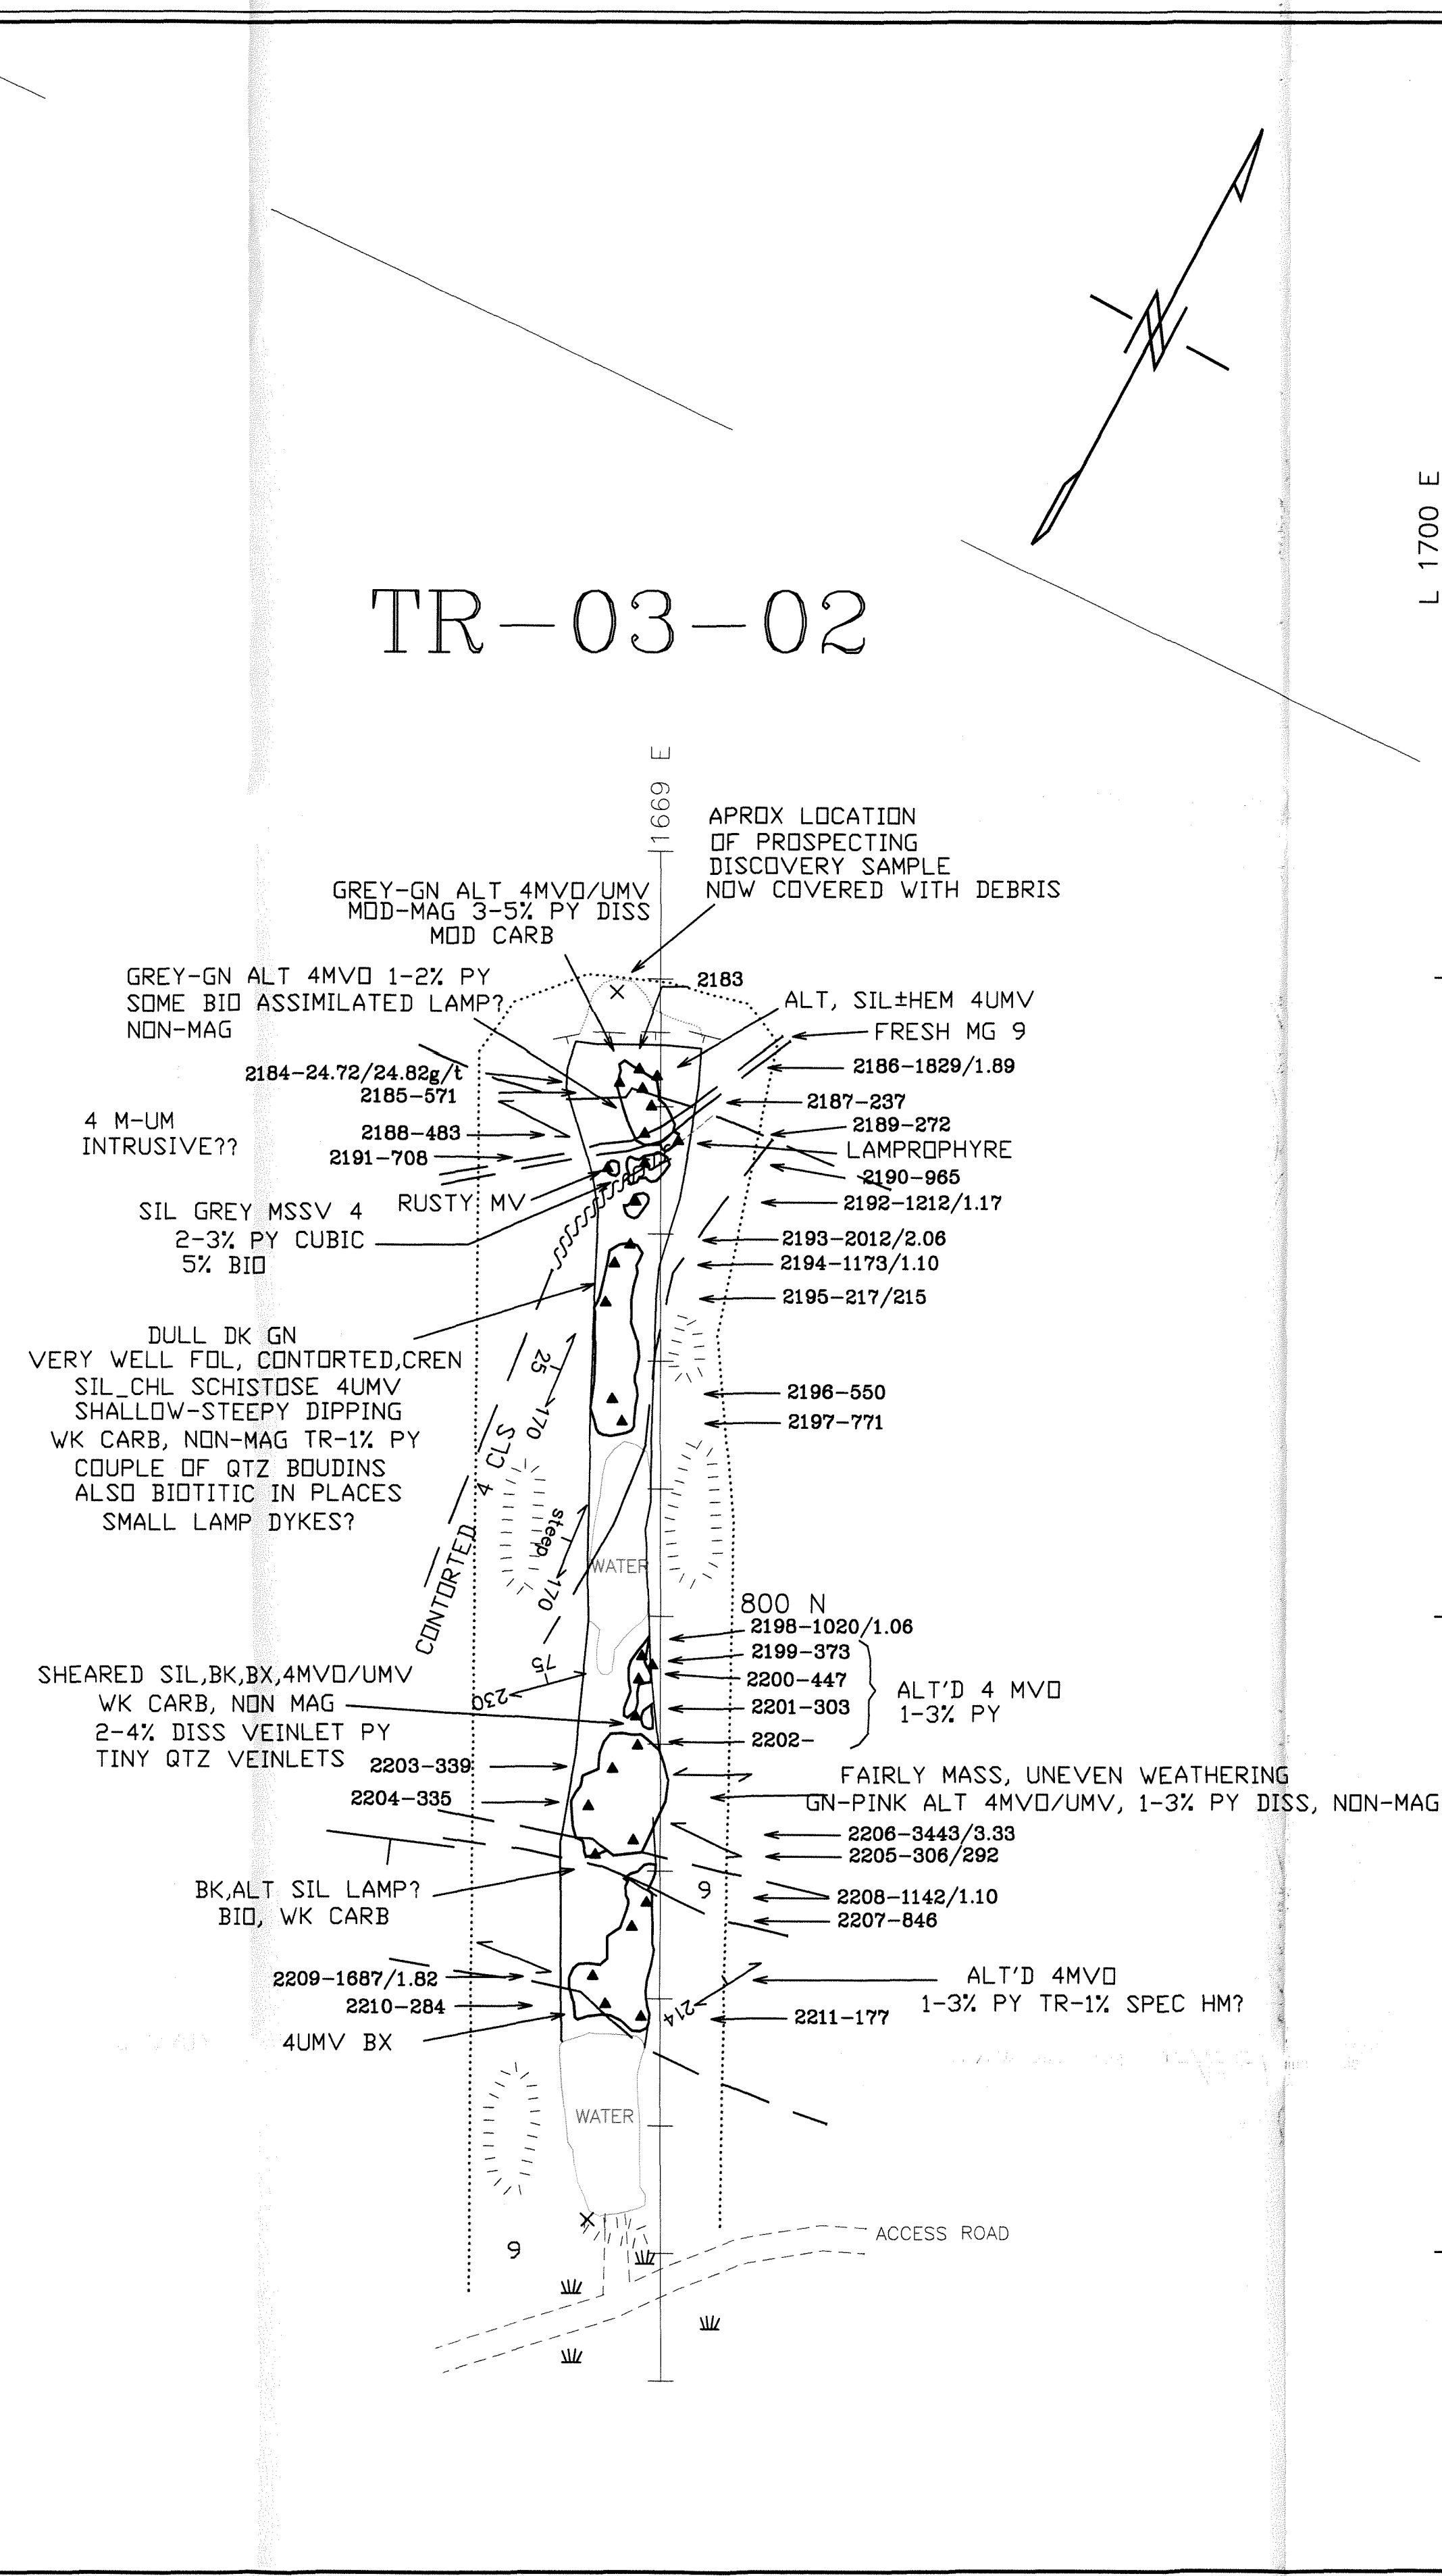 L 1700 E
TR-03-02
1669 E
APROX LOCATION
OF PROSPECTING
DISCOVERY SAMPLE
NOW COVERED WITH DEBRIS
GREY-GN ALT 4MVO/UMV
MOD-MAG 3-5% PY DISS
MOD CARB
GREY-GN ALT 4MVO 1-2% PY
SOME BIO ASSIMILATED LAMP?
NON-MAG
2183
ALT, SIL±HEM 4UMV
FRESH MG 9
2184-24.72/24.82g/t
2185-571
2186-1829/1.89
2187-237
4 M-UM
INTRUSIVE??
2188-483
2189-272
LAMPROPHYRE
2191-708
2190-965
RUSTY MV
2192-1212/1.17
SIL GREY MSSV 4
2-3% PY CUBIC
5% BIO
2193-2012/2.06
2194-1173/1.10
2195-217/215
DULL DK GN
VERY WELL FOL, CONTORTED,CREN
SIL_CHL SCHISTOSE 4UMV
SHALLOW-STEEPY DIPPING
WK CARB, NON-MAG TR-1% PY
COUPLE OF QTZ BOUDINS
ALSO BIOTITIC IN PLACES
SMALL LAMP DYKES?
25
170
2196-550
2197-771
CONTORTED 4 CLS
steep
170
WATER
800 N
2198-1020/1.06
2199-373
2200-447
2201-303
2202-
ALT'D 4 MVO
1-3% PY
75
230
SHEARED SIL,BK,BX,4MVO/UMV
WK CARB, NON MAG
2-4% DISS VEINLET PY
TINY QTZ VEINLETS
2203-339
2204-335
FAIRLY MASS, UNEVEN WEATHERING
GN-PINK ALT 4MVO/UMV, 1-3% PY DISS, NON-MAG
2206-3443/3.33
2205-306/292
BK,ALT SIL LAMP?
BIO, WK CARB
9
2208-1142/1.10
2207-846
2209-1687/1.82
2210-284
4UMV BX
214
ALT'D 4MVO
1-3% PY TR-1% SPEC HM?
2211-177
WATER
9
ACCESS ROAD